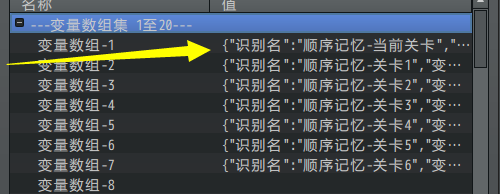 名称 值
---变量数组集 1至20---
变量数组-1 {"识别名":"顺序记忆-当前关卡","…
变量数组-2 {"识别名":"顺序记忆-关卡1","变…
变量数组-3 {"识别名":"顺序记忆-关卡2","变…
变量数组-4 {"识别名":"顺序记忆-关卡3","变…
变量数组-5 {"识别名":"顺序记忆-关卡4","变…
变量数组-6 {"识别名":"顺序记忆-关卡5","变…
变量数组-7 {"识别名":"顺序记忆-关卡6","变…
变量数组-8